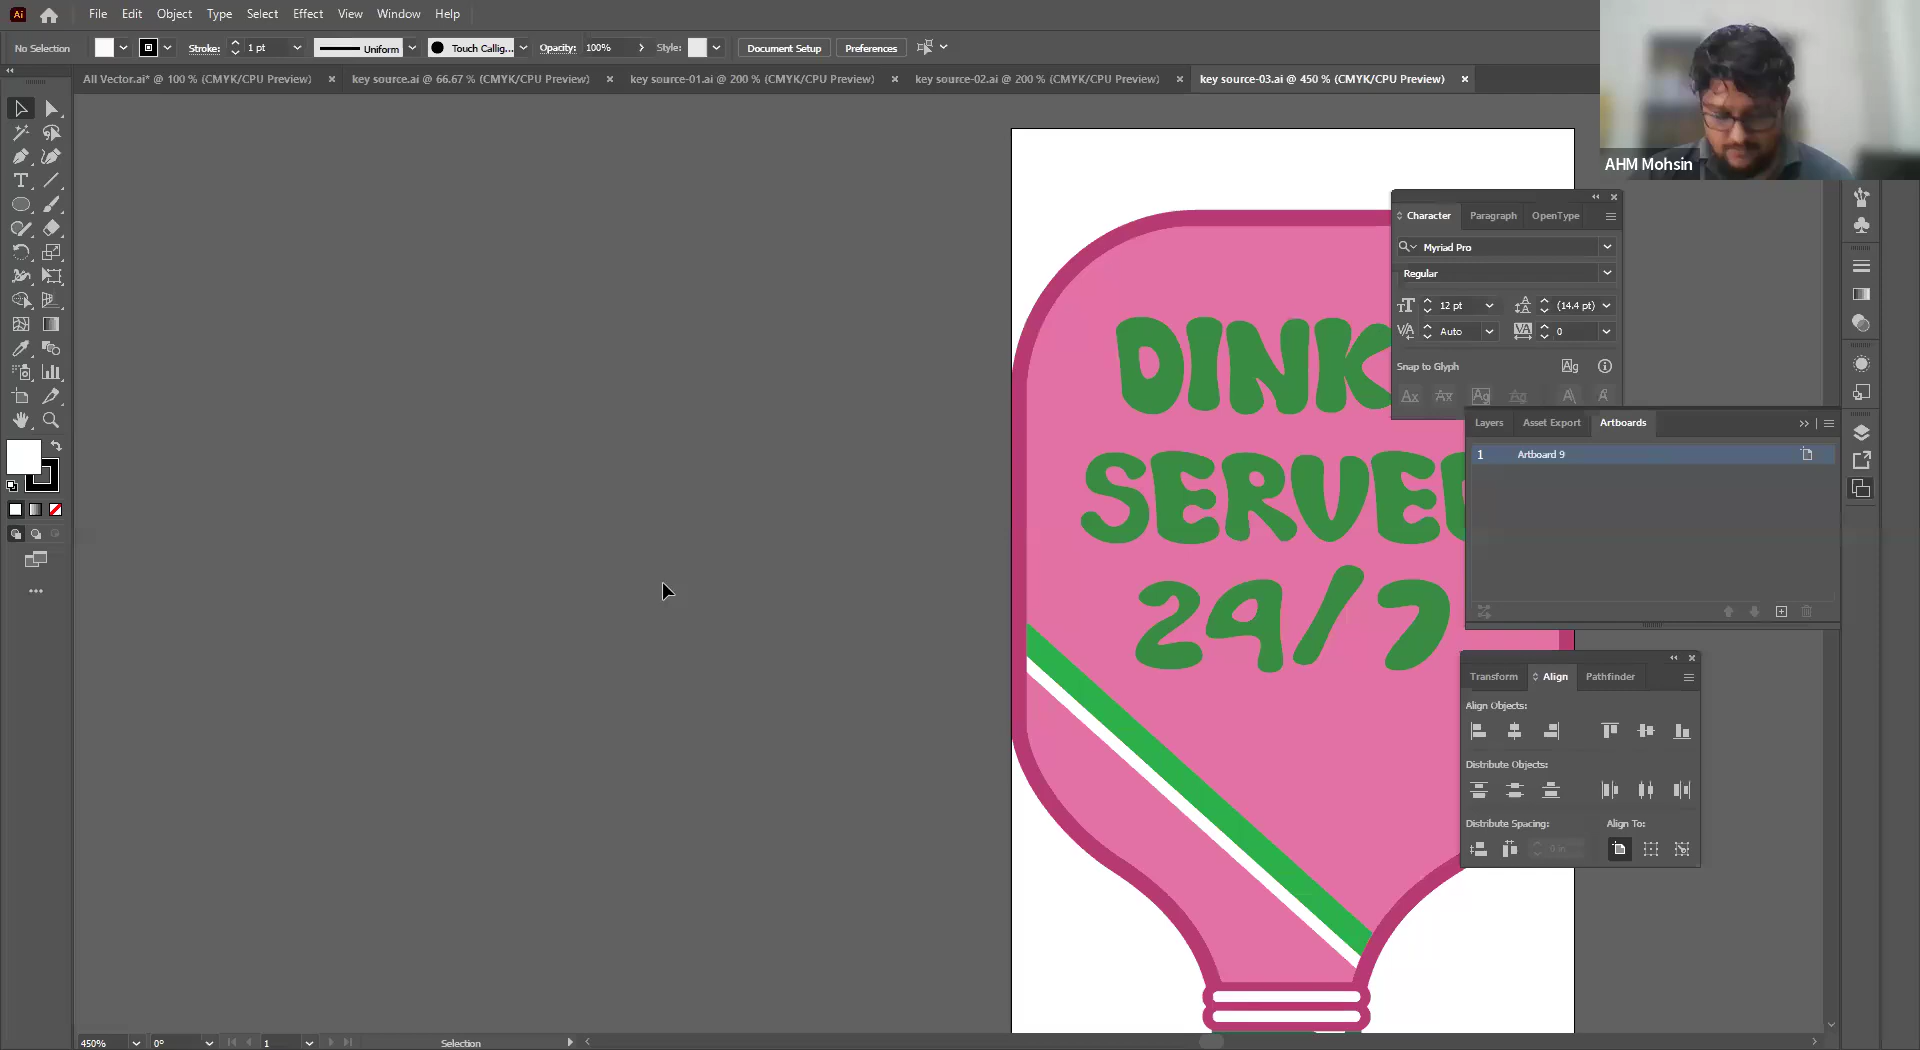 Ai File Edit Object Type Select Effect View Window Help
No Selection Stroke: 1 pt Uniform Touch Callig... Opacity: 100% Style: Document Setup Preferences
All Vector.ai* @ 100 % (CMYK/CPU Preview) × key source.ai @ 66.67 % (CMYK/CPU Preview) × key source-01.ai @ 200 % (CMYK/CPU Preview) × key source-02.ai @ 200 % (CMYK/CPU Preview) × key source-03.ai @ 450 % (CMYK/CPU Preview) ×
AHM Mohsin
Character Paragraph OpenType
Myriad Pro
Regular
12 pt (14.4 pt)
Auto 0
Snap to Glyph
DINK
SERVE
24/7
Layers Asset Export Artboards
1 Artboard 9
Transform Align Pathfinder
Align Objects:
Distribute Objects:
Distribute Spacing: Align To:
0 in
450% 0° 1 Selection